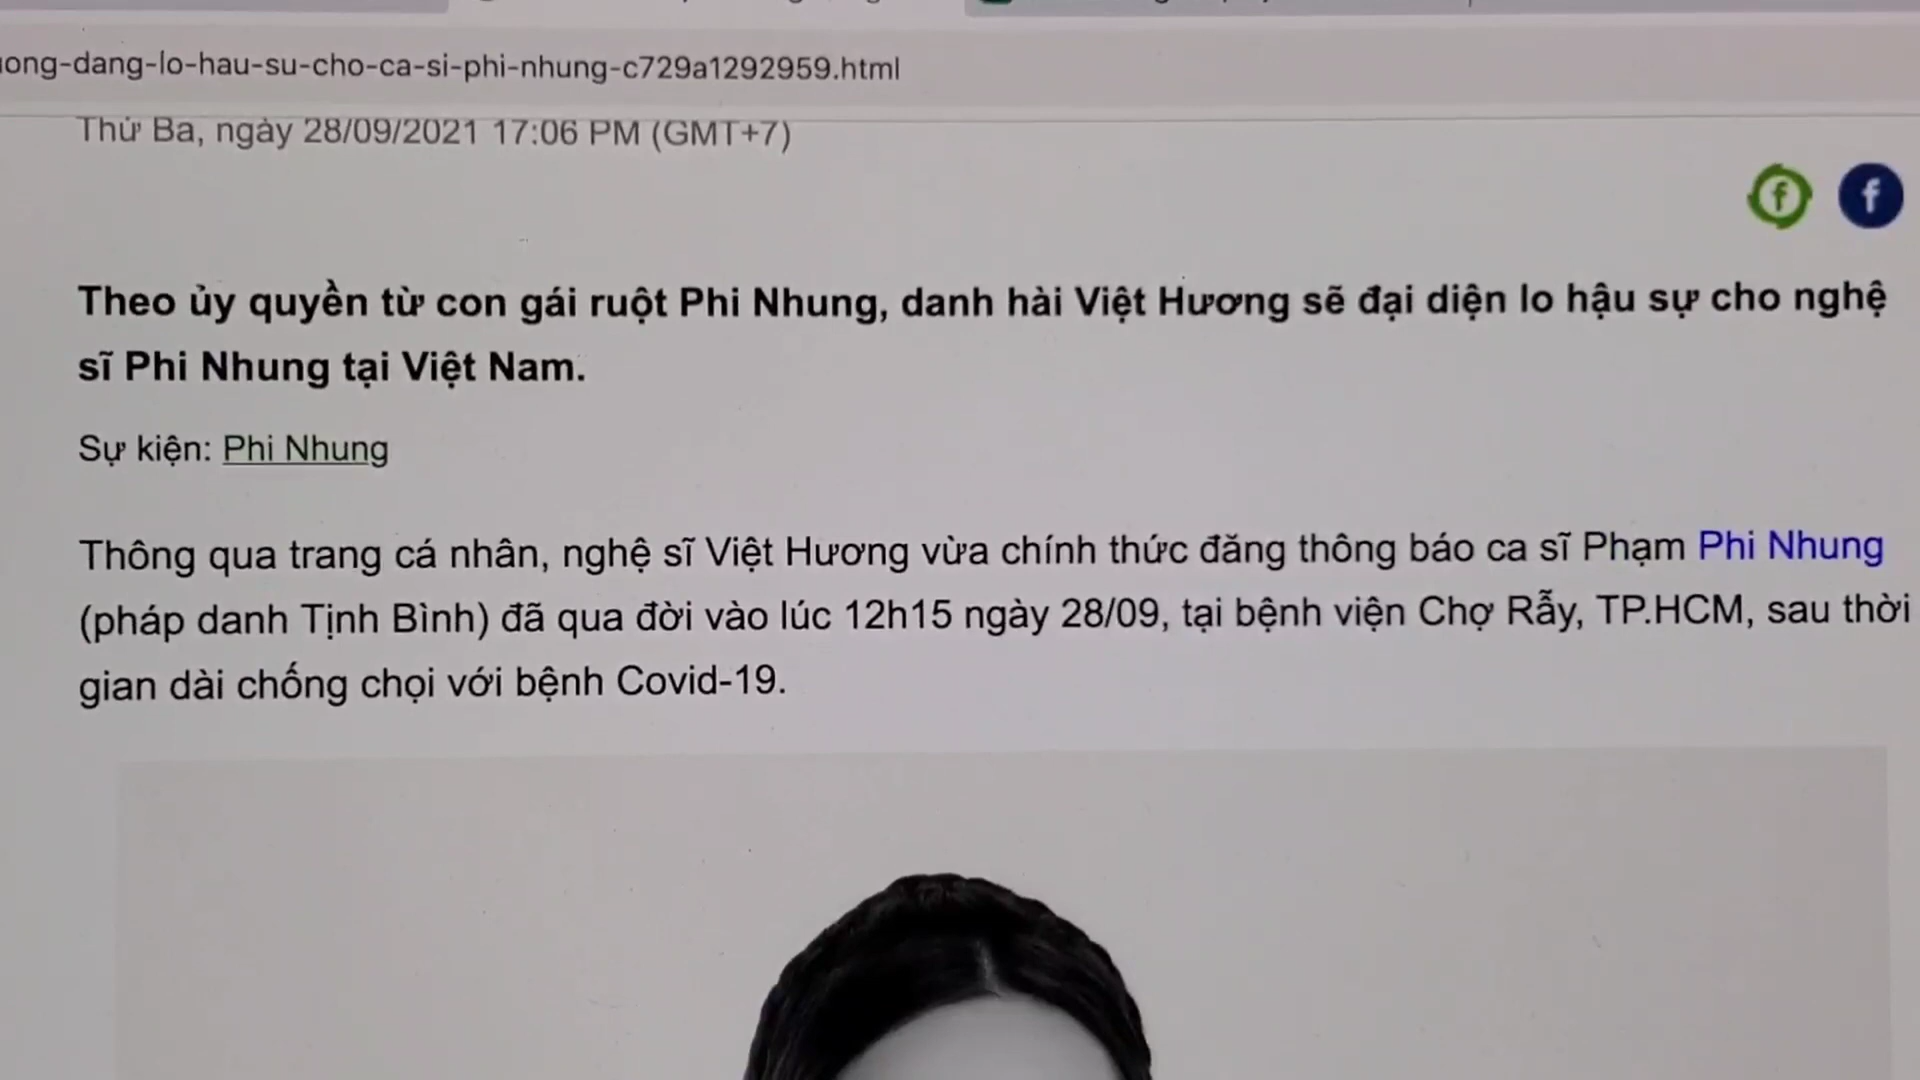 ong-dang-lo-hau-su-cho-ca-si-phi-nhung-c729a1292959.html
Thứ Ba, ngày 28/09/2021 17:06 PM (GMT+7)
Theo ủy quyền từ con gái ruột Phi Nhung, danh hài Việt Hương sẽ đại diện lo hậu sự cho nghệ
sĩ Phi Nhung tại Việt Nam.
Sự kiện: Phi Nhung
Thông qua trang cá nhân, nghệ sĩ Việt Hương vừa chính thức đăng thông báo ca sĩ Phạm Phi Nhung
(pháp danh Tịnh Bình) đã qua đời vào lúc 12h15 ngày 28/09, tại bệnh viện Chợ Rẫy, TP.HCM, sau thời
gian dài chống chọi với bệnh Covid-19.